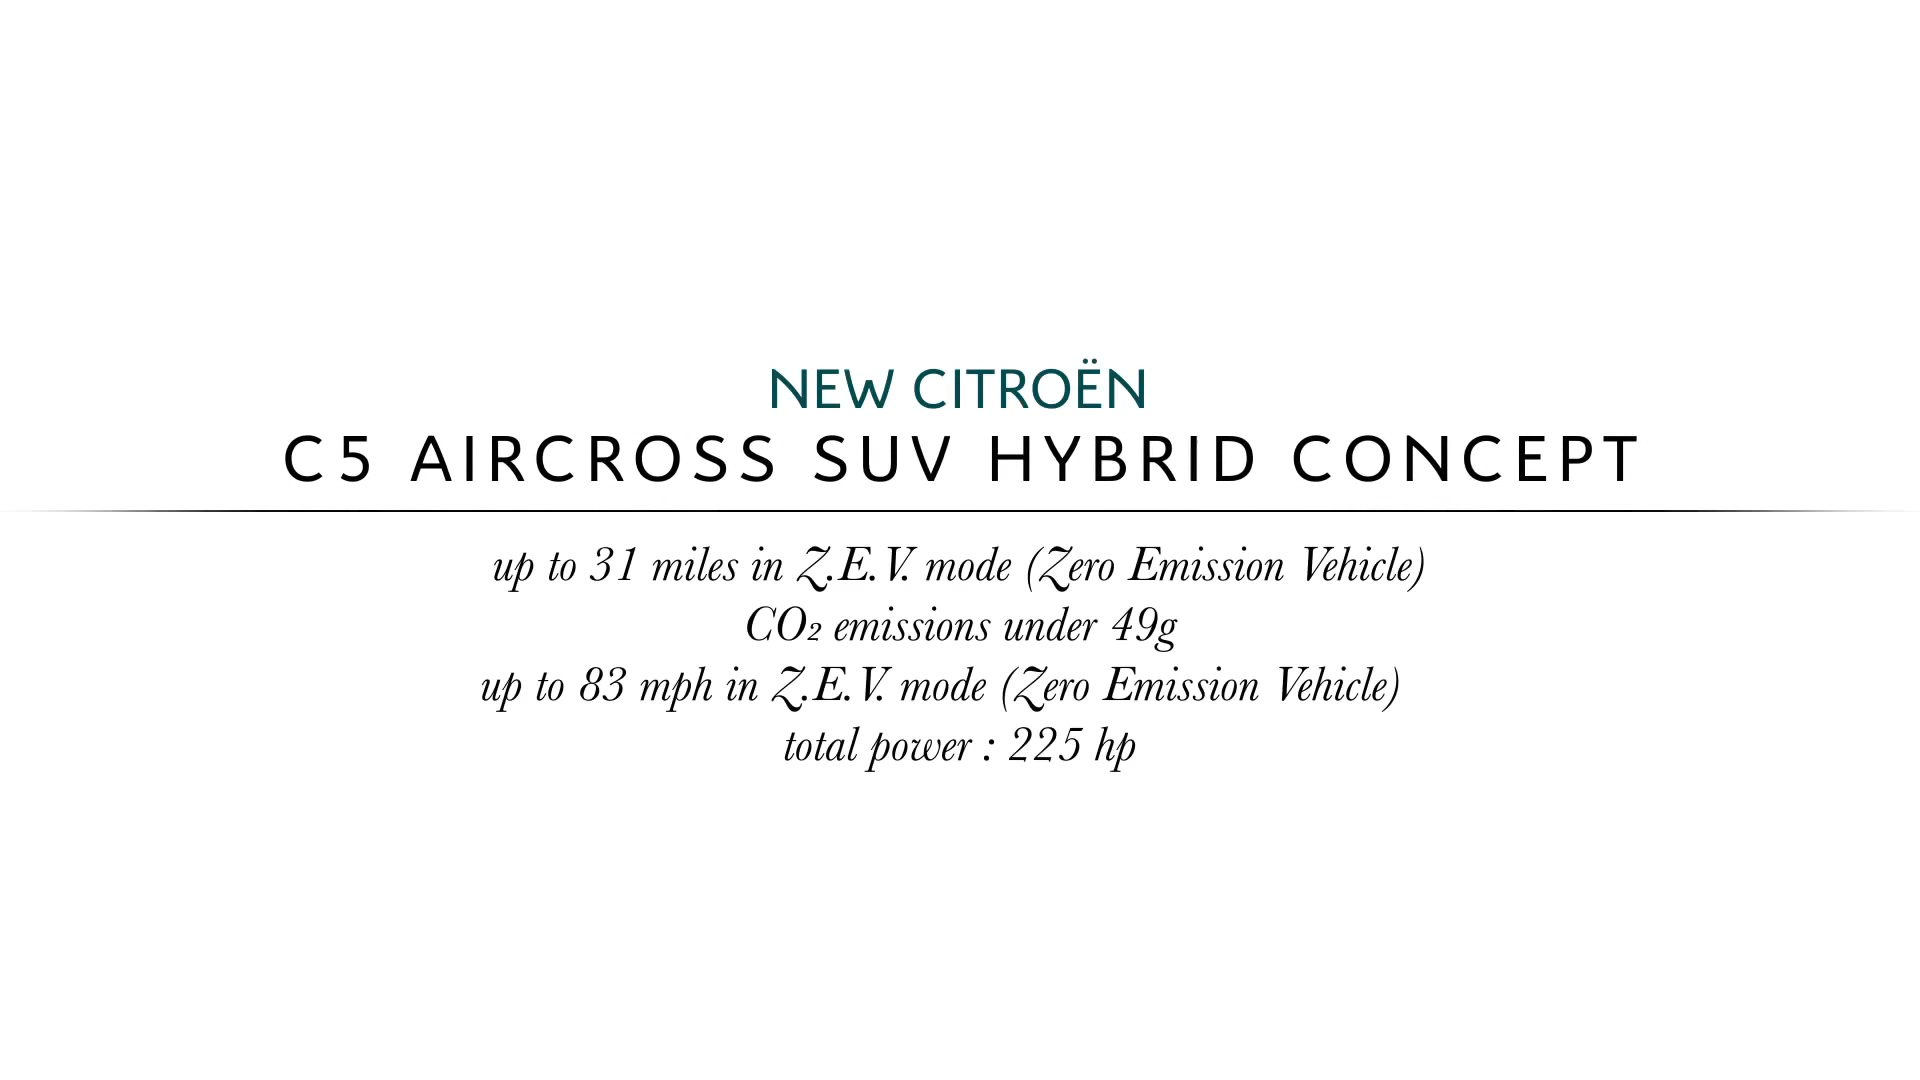 NEW CITROËN
C5 AIRCROSS SUV HYBRID CONCEPT
up to 31 miles in Z.E.V. mode (Zero Emission Vehicle)
CO₂ emissions under 49g
up to 83 mph in Z.E.V. mode (Zero Emission Vehicle)
total power : 225 hp